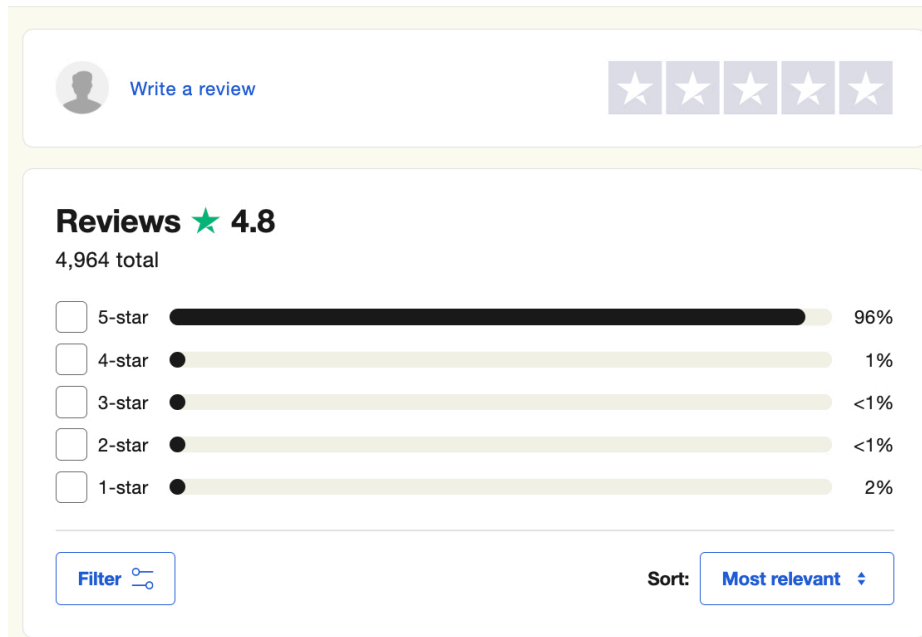 Write a review
Reviews 4.8
4,964 total
5-star 96%
4-star 1%
3-star <1%
2-star <1%
1-star 2%
Filter Sort: Most relevant